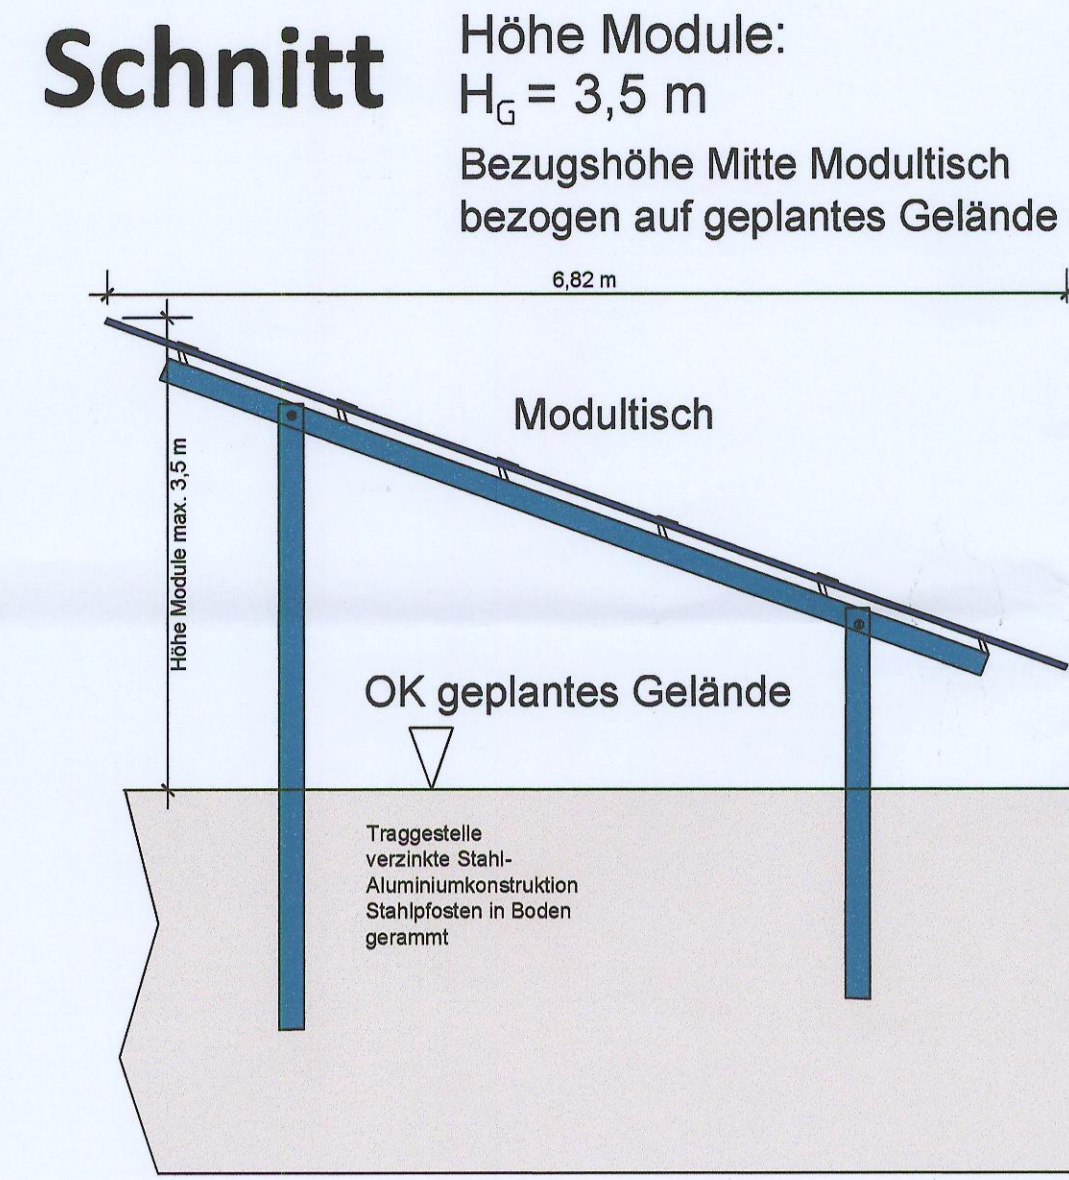 Schnitt
Höhe Module:
HG = 3,5 m
Bezugshöhe Mitte Modultisch
bezogen auf geplantes Gelände
6,82 m
Modultisch
Höhe Module max. 3,5 m
OK geplantes Gelände
Traggestelle
verzinkte Stahl-
Aluminiumkonstruktion
Stahlpfosten in Boden
gerammt